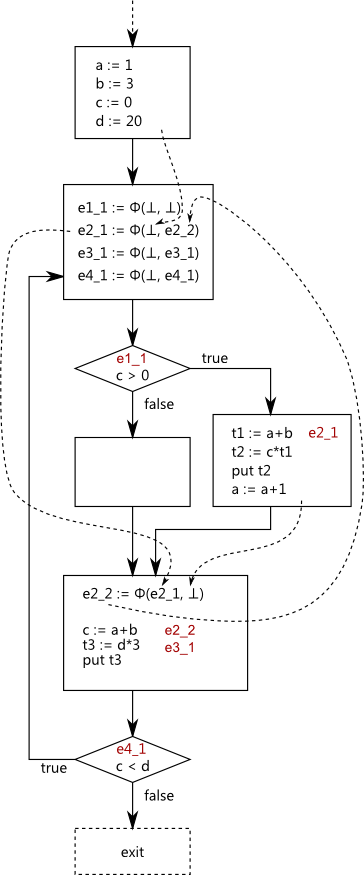 a := 1
b := 3
c := 0
d := 20
e1_1 := Φ(⊥, ⊥)
e2_1 := Φ(⊥, e2_2)
e3_1 := Φ(⊥, e3_1)
e4_1 := Φ(⊥, e4_1)
e1_1
c > 0
true
false
t1 := a+b e2_1
t2 := c*t1
put t2
a := a+1
e2_2 := Φ(e2_1, ⊥)
c := a+b e2_2
t3 := d*3 e3_1
put t3
e4_1
c < d
true
false
exit